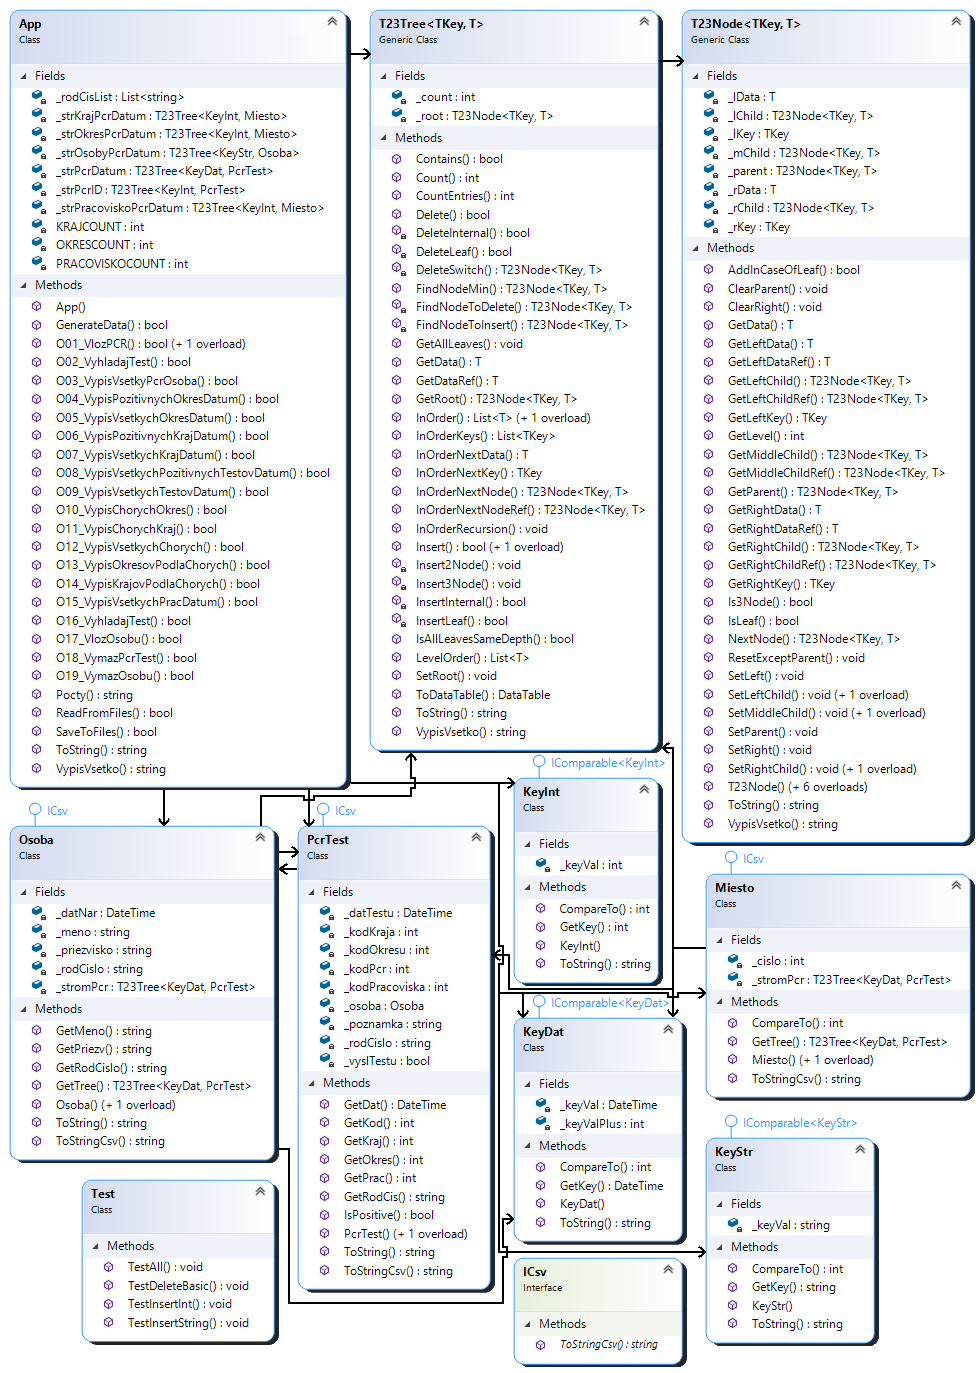 App
Class
Fields
_rodCisList : List<string>
_strKrajPcrDatum : T23Tree<KeyInt, Miesto>
_strOkresPcrDatum : T23Tree<KeyInt, Miesto>
_strOsobyPcrDatum : T23Tree<KeyStr, Osoba>
_strPcrDatum : T23Tree<KeyDat, PcrTest>
_strPcrID : T23Tree<KeyInt, PcrTest>
_strPracoviskoPcrDatum : T23Tree<KeyInt, Miesto>
KRAJCOUNT : int
OKRESCOUNT : int
PRACOVISKOCOUNT : int
Methods
App()
GenerateData() : bool
O01_VlozPCR() : bool (+ 1 overload)
O02_VyhladajTest() : bool
O03_VypisVsetkyPcrOsoba() : bool
O04_VypisPozitivnychOkresDatum() : bool
O05_VypisVsetkychOkresDatum() : bool
O06_VypisPozitivnychKrajDatum() : bool
O07_VypisVsetkychKrajDatum() : bool
O08_VypisVsetkychPozitivnychTestovDatum() : bool
O09_VypisVsetkychTestovDatum() : bool
O10_VypisChorychOkres() : bool
O11_VypisChorychKraj() : bool
O12_VypisVsetkychChorych() : bool
O13_VypisOkresovPodlaChorych() : bool
O14_VypisKrajovPodlaChorych() : bool
O15_VypisVsetkychPracDatum() : bool
O16_VyhladajTest() : bool
O17_VlozOsobu() : bool
O18_VymazPcrTest() : bool
O19_VymazOsobu() : bool
Pocty() : string
ReadFromFiles() : bool
SaveToFiles() : bool
ToString() : string
VypisVsetko() : string
T23Tree<TKey, T>
Generic Class
Fields
_count : int
_root : T23Node<TKey, T>
Methods
Contains() : bool
Count() : int
CountEntries() : int
Delete() : bool
DeleteInternal() : bool
DeleteLeaf() : bool
DeleteSwitch() : T23Node<TKey, T>
FindNodeMin() : T23Node<TKey, T>
FindNodeToDelete() : T23Node<TKey, T>
FindNodeToInsert() : T23Node<TKey, T>
GetAllLeaves() : void
GetData() : T
GetDataRef() : T
GetRoot() : T23Node<TKey, T>
InOrder() : List<T> (+ 1 overload)
InOrderKeys() : List<TKey>
InOrderNextData() : T
InOrderNextKey() : TKey
InOrderNextNode() : T23Node<TKey, T>
InOrderNextNodeRef() : T23Node<TKey, T>
InOrderRecursion() : void
Insert() : bool (+ 1 overload)
Insert2Node() : void
Insert3Node() : void
InsertInternal() : bool
InsertLeaf() : bool
IsAllLeavesSameDepth() : bool
LevelOrder() : List<T>
SetRoot() : void
ToDataTable() : DataTable
ToString() : string
VypisVsetko() : string
T23Node<TKey, T>
Generic Class
Fields
_lData : T
_lChild : T23Node<TKey, T>
_lKey : TKey
_mChild : T23Node<TKey, T>
_parent : T23Node<TKey, T>
_rData : T
_rChild : T23Node<TKey, T>
_rKey : TKey
Methods
AddInCaseOfLeaf() : bool
ClearParent() : void
ClearRight() : void
GetData() : T
GetLeftData() : T
GetLeftDataRef() : T
GetLeftChild() : T23Node<TKey, T>
GetLeftChildRef() : T23Node<TKey, T>
GetLeftKey() : TKey
GetLevel() : int
GetMiddleChild() : T23Node<TKey, T>
GetMiddleChildRef() : T23Node<TKey, T>
GetParent() : T23Node<TKey, T>
GetRightData() : T
GetRightDataRef() : T
GetRightChild() : T23Node<TKey, T>
GetRightChildRef() : T23Node<TKey, T>
GetRightKey() : TKey
Is3Node() : bool
IsLeaf() : bool
NextNode() : T23Node<TKey, T>
ResetExceptParent() : void
SetLeft() : void
SetLeftChild() : void (+ 1 overload)
SetMiddleChild() : void (+ 1 overload)
SetParent() : void
SetRight() : void
SetRightChild() : void (+ 1 overload)
T23Node() (+ 6 overloads)
ToString() : string
VypisVsetko() : string
ICsv
Osoba
Class
Fields
_datNar : DateTime
_meno : string
_priezvisko : string
_rodCislo : string
_stromPcr : T23Tree<KeyDat, PcrTest>
Methods
GetMeno() : string
GetPriezv() : string
GetRodCislo() : string
GetTree() : T23Tree<KeyDat, PcrTest>
Osoba() (+ 1 overload)
ToString() : string
ToStringCsv() : string
ICsv
PcrTest
Class
Fields
_datTestu : DateTime
_kodKraja : int
_kodOkresu : int
_kodPcr : int
_kodPracoviska : int
_osoba : Osoba
_poznamka : string
_rodCislo : string
_vyslTestu : bool
Methods
GetDat() : DateTime
GetKod() : int
GetKraj() : int
GetOkres() : int
GetPrac() : int
GetRodCis() : string
IsPositive() : bool
PcrTest() (+ 1 overload)
ToString() : string
ToStringCsv() : string
IComparable<KeyInt>
KeyInt
Class
Fields
_keyVal : int
Methods
CompareTo() : int
GetKey() : int
KeyInt()
ToString() : string
ICsv
Miesto
Class
Fields
_cislo : int
_stromPcr : T23Tree<KeyDat, PcrTest>
Methods
CompareTo() : int
GetTree() : T23Tree<KeyDat, PcrTest>
Miesto() (+ 1 overload)
ToStringCsv() : string
IComparable<KeyDat>
KeyDat
Class
Fields
_keyVal : DateTime
_keyValPlus : int
Methods
CompareTo() : int
GetKey() : DateTime
KeyDat()
ToString() : string
IComparable<KeyStr>
KeyStr
Class
Fields
_keyVal : string
Methods
CompareTo() : int
GetKey() : string
KeyStr()
ToString() : string
Test
Class
Methods
TestAll() : void
TestDeleteBasic() : void
TestInsertInt() : void
TestInsertString() : void
ICsv
Interface
Methods
ToStringCsv() : string